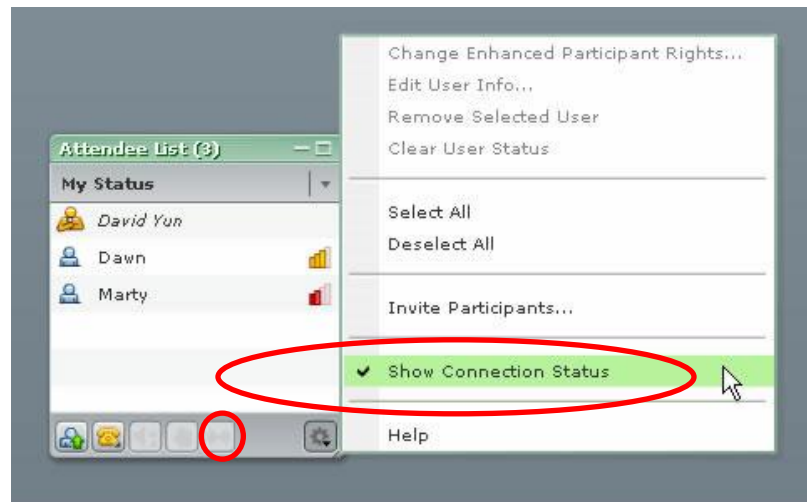 Attendee List (3)
My Status
David Yun
Dawn
Marty
Change Enhanced Participant Rights...
Edit User Info...
Remove Selected User
Clear User Status
Select All
Deselect All
Invite Participants...
Show Connection Status
Help